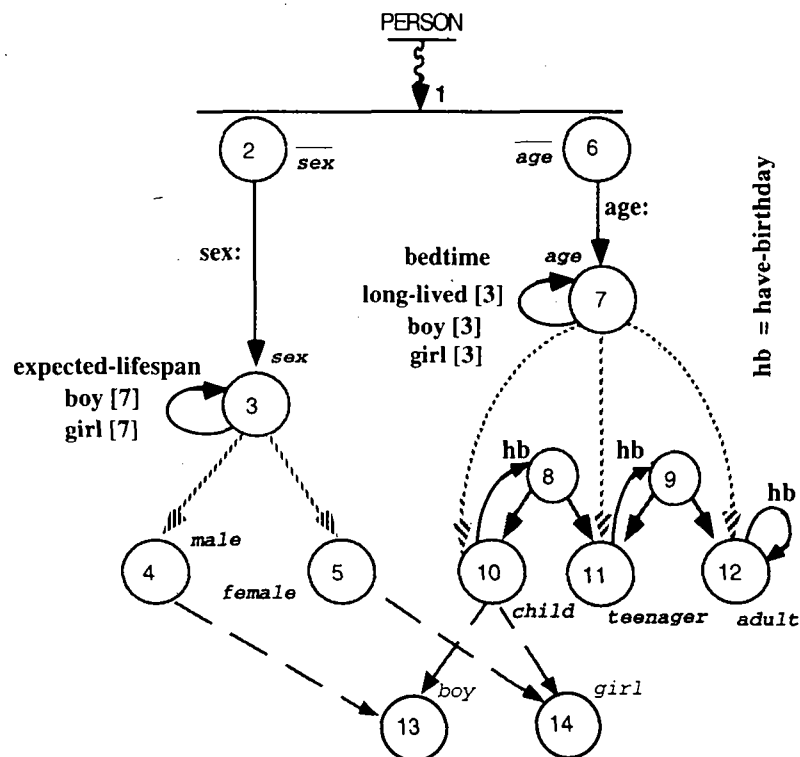 PERSON
1
2
sex
age
6
sex:
age:
bedtime
age
long-lived [3]
7
boy [3]
girl [3]
hb = have-birthday
expected-lifespan
sex
boy [7]
3
girl [7]
hb
8
hb
9
hb
male
4
5
female
10
11
12
child
teenager
adult
boy
girl
13
14